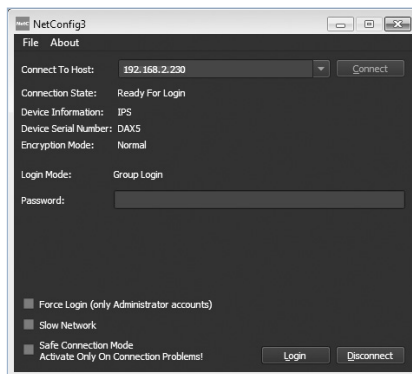 NetC NetConfig3
File About
Connect To Host: 192.168.2.230 Connect
Connection State: Ready For Login
Device Information: IPS
Device Serial Number: DAX5
Encryption Mode: Normal
Login Mode: Group Login
Password:
Force Login (only Administrator accounts)
Slow Network
Safe Connection Mode
Activate Only On Connection Problems!
Login Disconnect